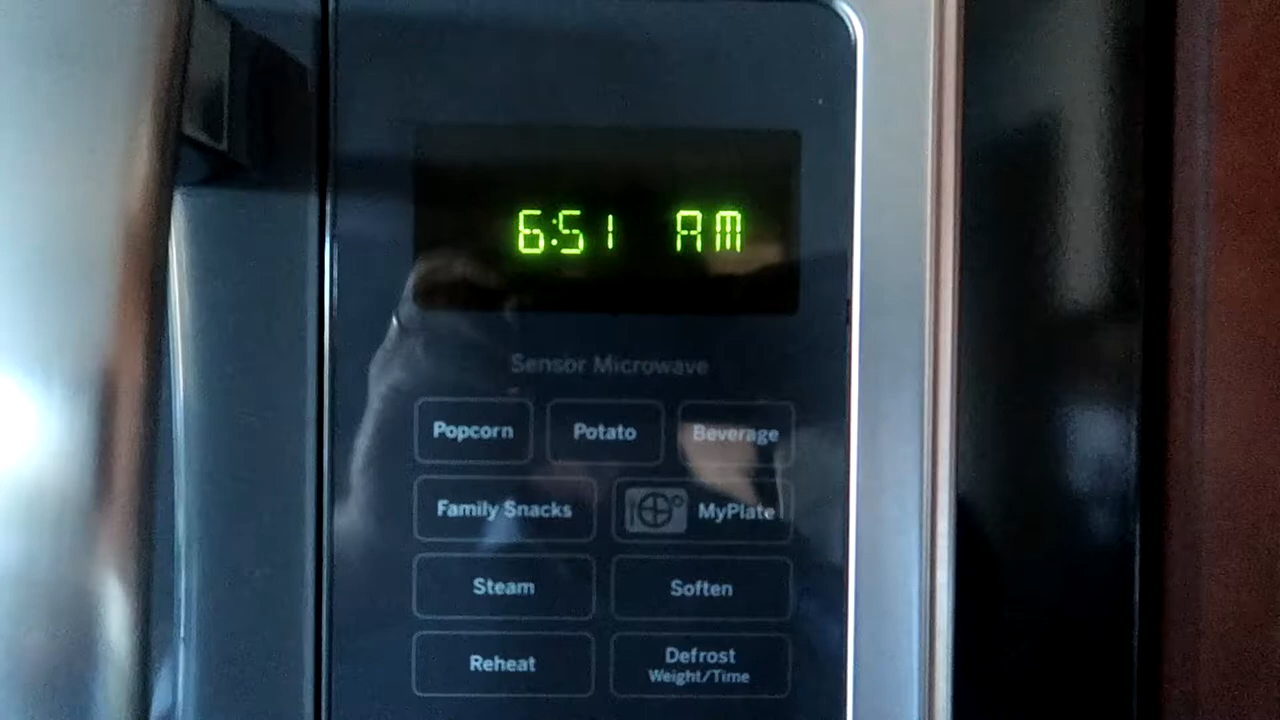 6:51 AM
Sensor Microwave
Popcorn Potato Beverage
Family Snacks MyPlate
Steam Soften
Reheat Defrost
Weight/Time